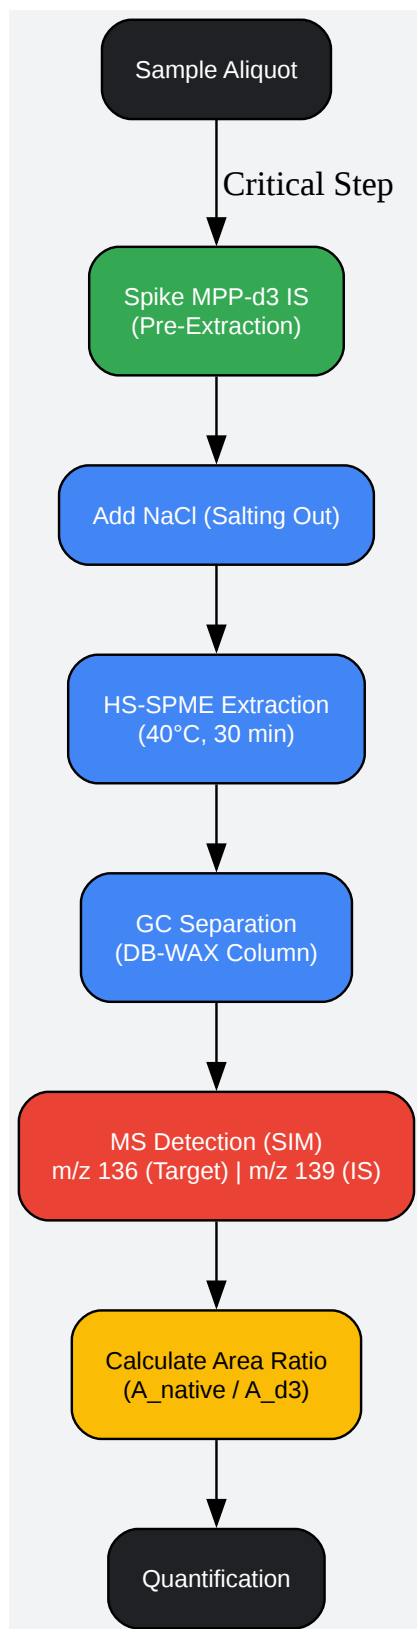 Sample Aliquot
Critical Step
Spike MPP-d3 IS
(Pre-Extraction)
Add NaCl (Salting Out)
HS-SPME Extraction
(40°C, 30 min)
GC Separation
(DB-WAX Column)
MS Detection (SIM)
m/z 136 (Target) | m/z 139 (IS)
Calculate Area Ratio
(A_native / A_d3)
Quantification